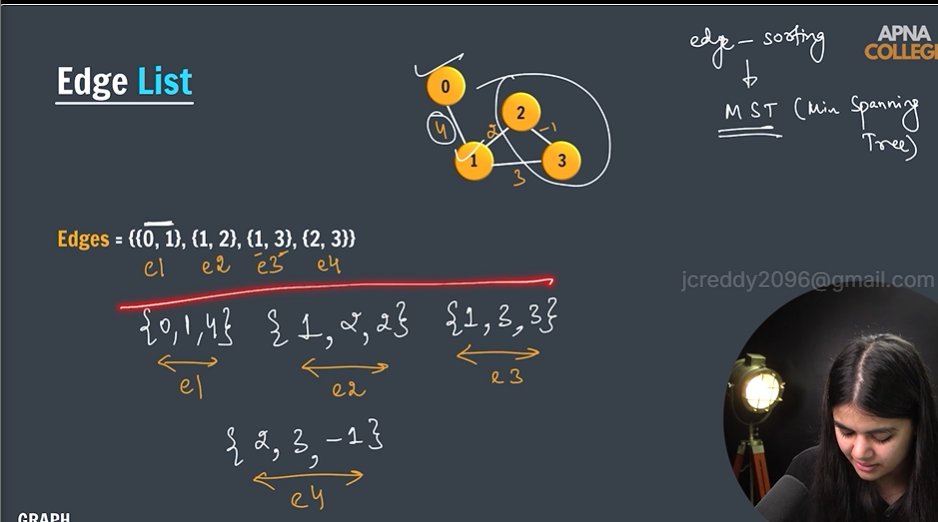 edge – sorting
APNA
COLLEGE
MST (Min Spanning
Tree)
Edge List
0
4
2
2
-1
1
3
3
Edges = {{0, 1}, {1, 2}, {1, 3}, {2, 3}}
e1 e2 e3 e4
jcreddy2096@gmail.com
{0,1,4} {1,2,2} {1,3,3}
e1 e2 e3
{2,3,-1}
e4
GRAPH